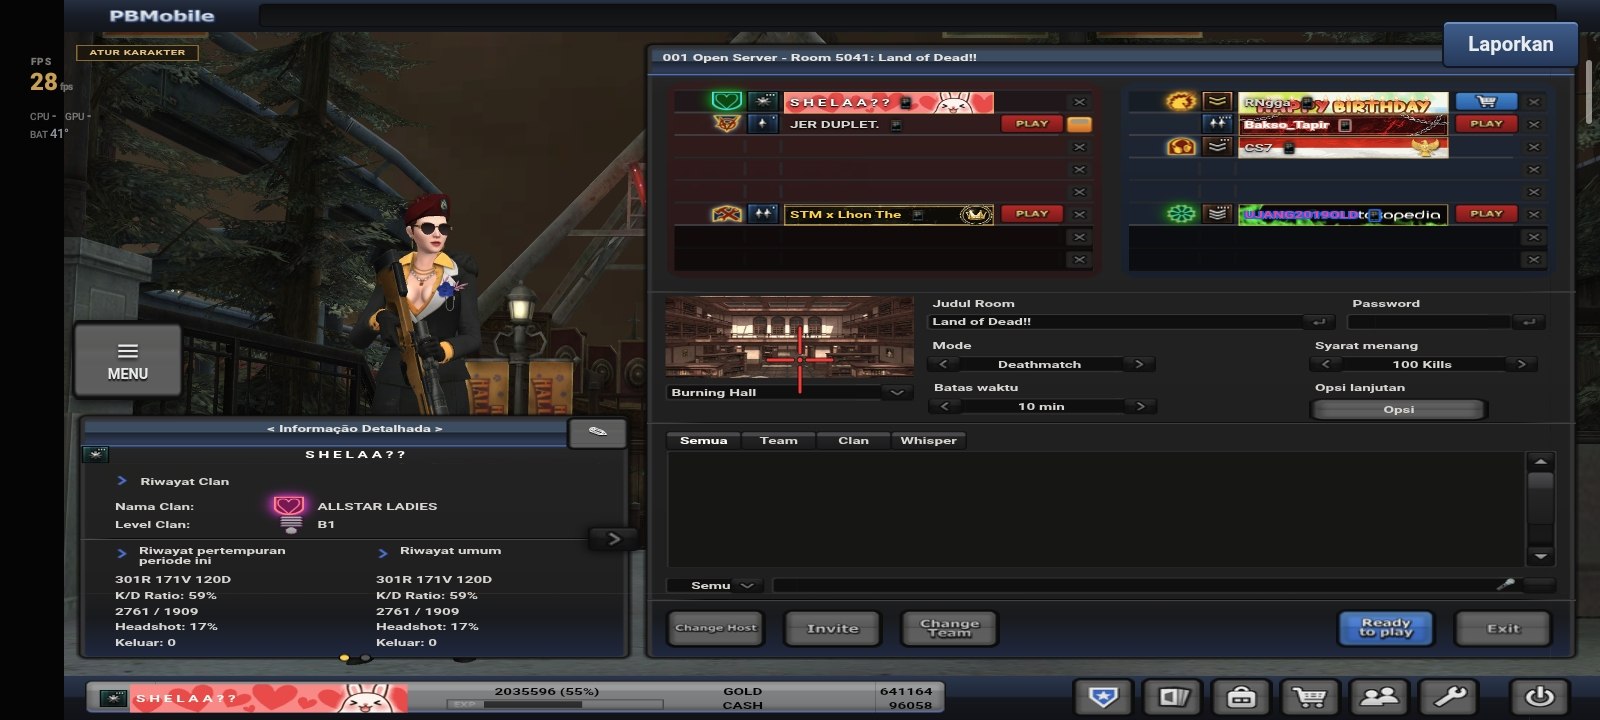 PBMobile
ATUR KARAKTER
FPS
28 fps
CPU - GPU -
BAT 41°
Laporkan
001 Open Server - Room 5041: Land of Dead!!
SHELAA??
JER DUPLET. PLAY
STM x Lhon The PLAY
RNgga HAPPY BIRTHDAY
Bakso_Tapir PLAY
CS7
UJANG2019OLD PLAY
Judul Room
Land of Dead!!
Password
Mode
Deathmatch
Syarat menang
100 Kills
Burning Hall
Batas waktu
10 min
Opsi lanjutan
Opsi
MENU
< Informação Detalhada >
SHELAA??
Riwayat Clan
Nama Clan: ALLSTAR LADIES
Level Clan: B1
Riwayat pertempuran periode ini
301R 171V 120D
K/D Ratio: 59%
2761 / 1909
Headshot: 17%
Keluar: 0
Riwayat umum
301R 171V 120D
K/D Ratio: 59%
2761 / 1909
Headshot: 17%
Keluar: 0
Semua Team Clan Whisper
Semu
Change Host
Invite
Change Team
Ready to play
Exit
SHELAA??
2035596 (55%)
EXP
GOLD 641164
CASH 96058